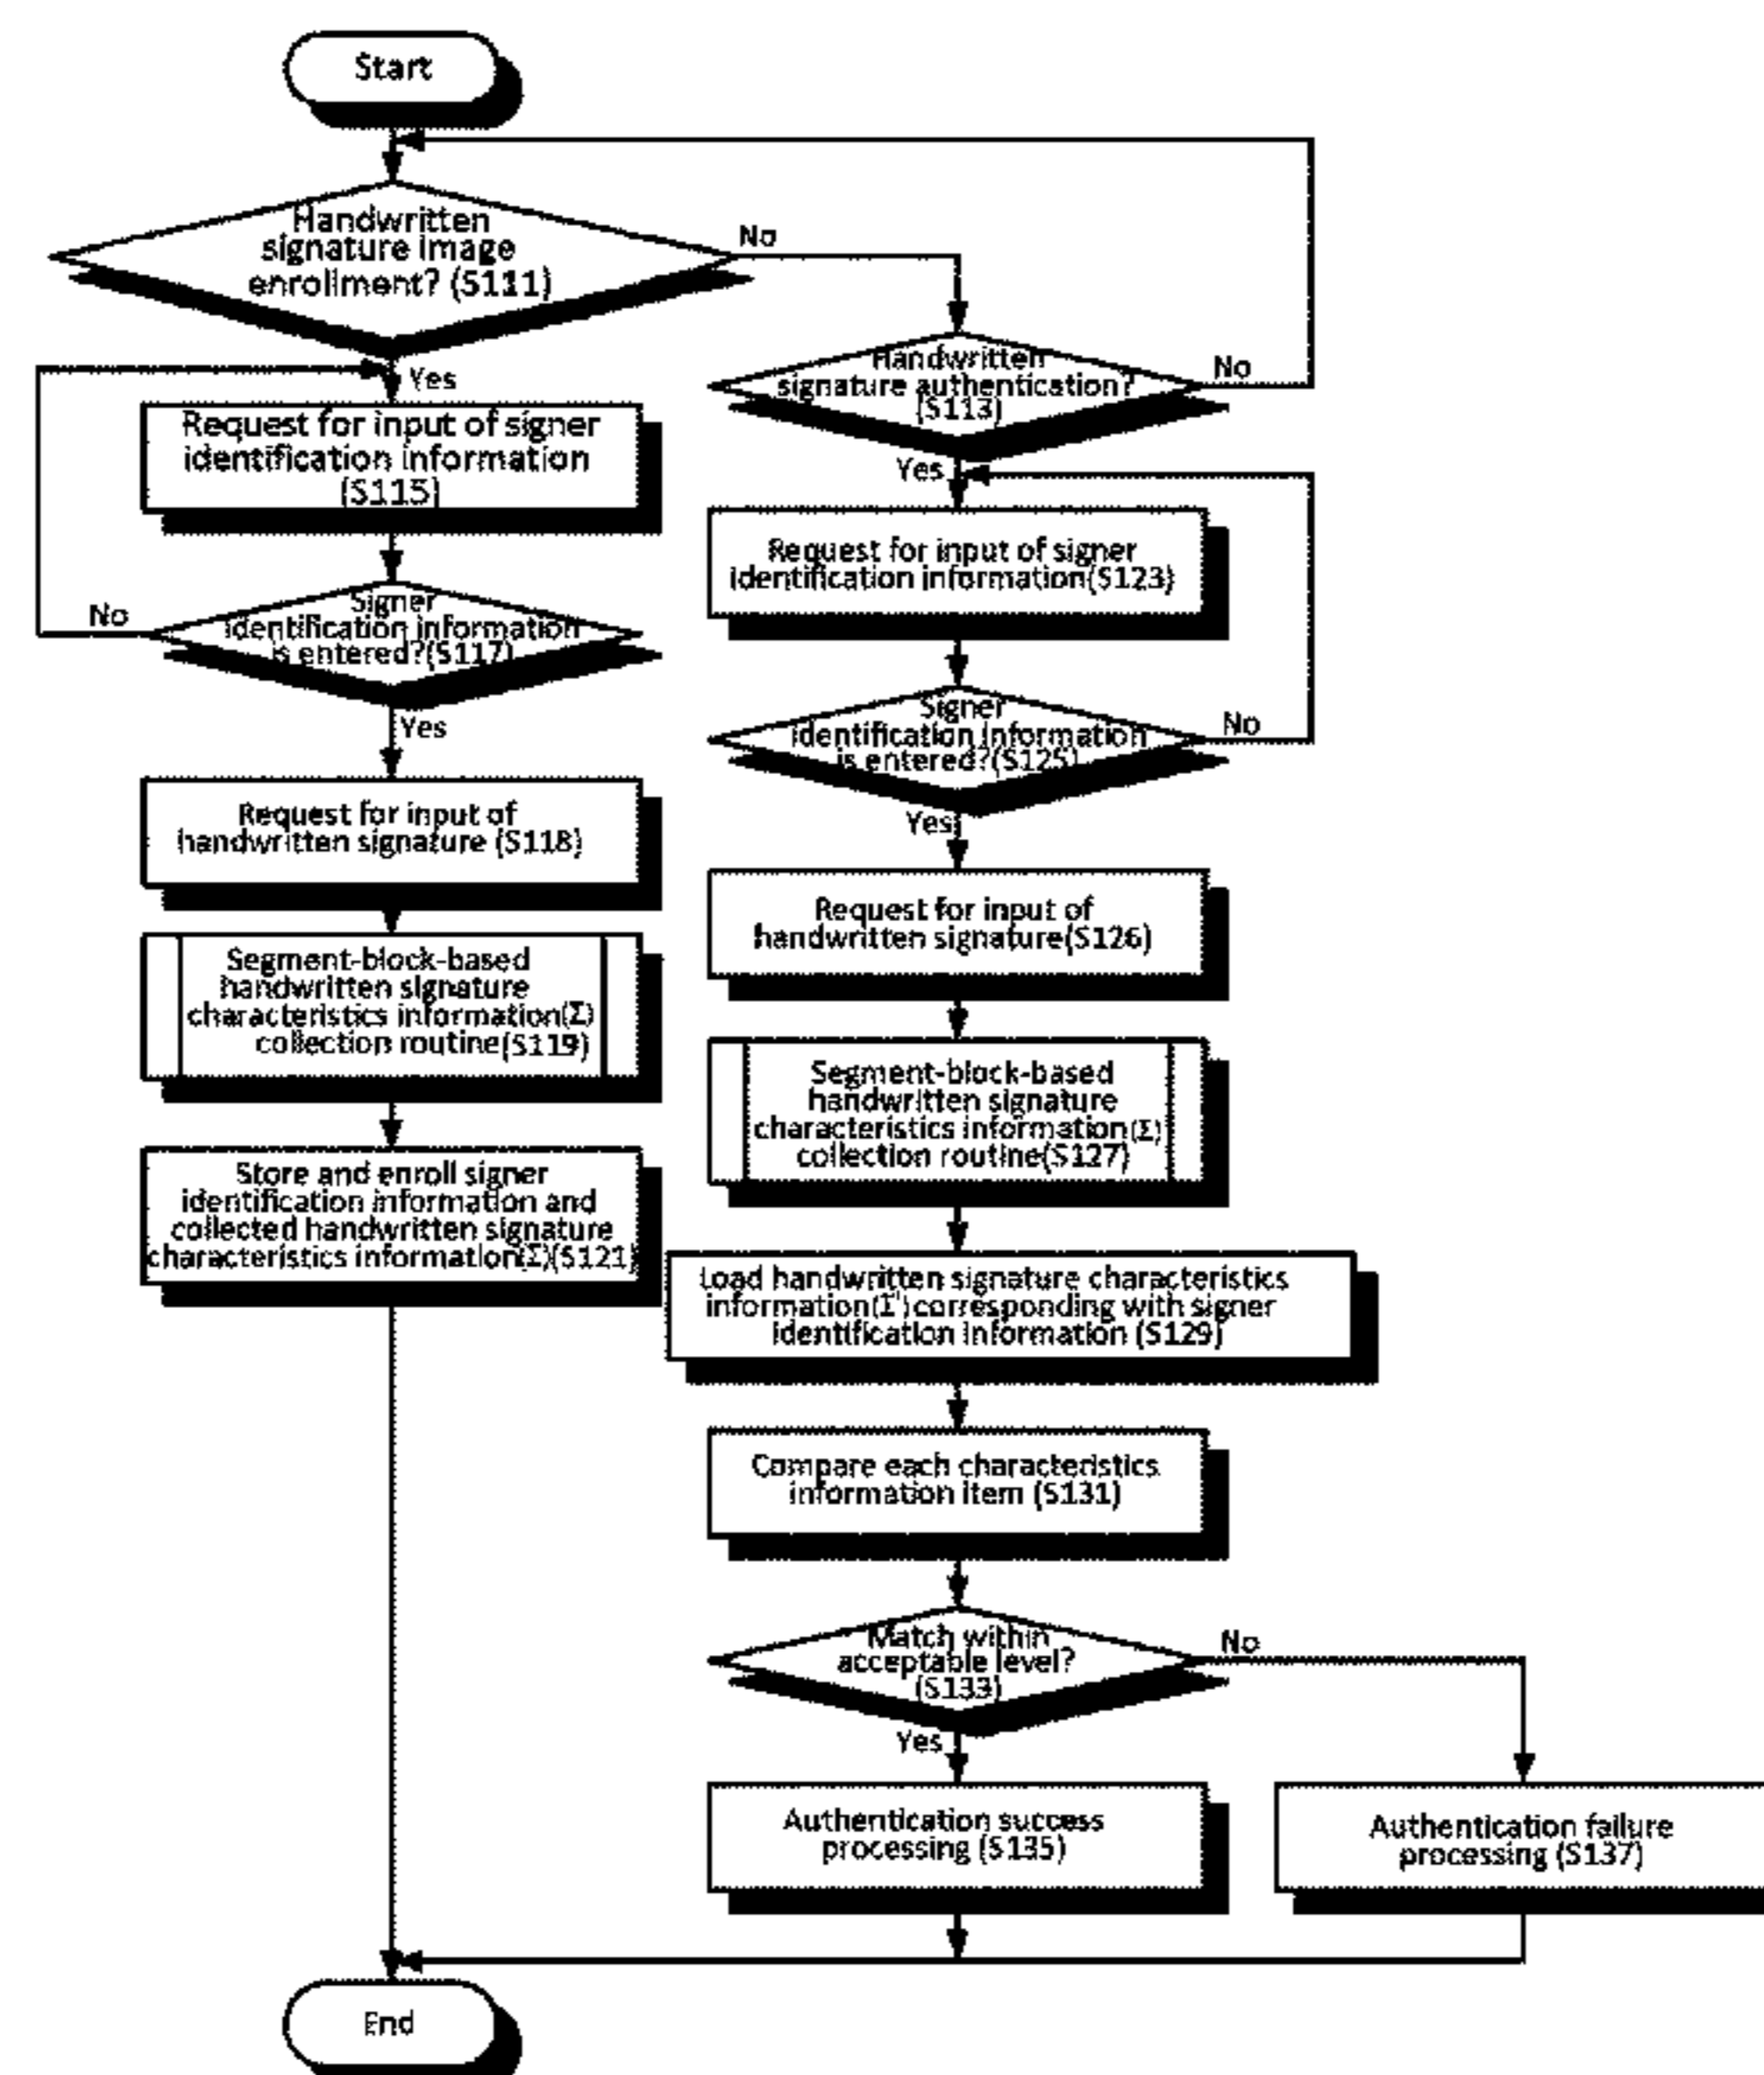 Start
Handwritten
signature image
enrollment? (S111)
No
Yes
Handwritten
signature authentication?
(S113)
No
Yes
Request for input of signer
identification information
(S115)
Signer
identification information
is entered?(S117)
No
Yes
Request for input of
handwritten signature (S118)
Segment-block-based
handwritten signature
characteristics information(Σ)
collection routine(S119)
Store and enroll signer
identification information and
collected handwritten signature
characteristics information(Σ)(S121)
Request for input of signer
identification information(S123)
Signer
identification information
is entered?(S125)
No
Yes
Request for input of
handwritten signature(S126)
Segment-block-based
handwritten signature
characteristics information(Σ)
collection routine(S127)
Load handwritten signature characteristics
information(Σ') corresponding with signer
identification information (S129)
Compare each characteristics
information item (S131)
Match within
acceptable level?
(S133)
No
Yes
Authentication success
processing (S135)
Authentication failure
processing (S137)
End